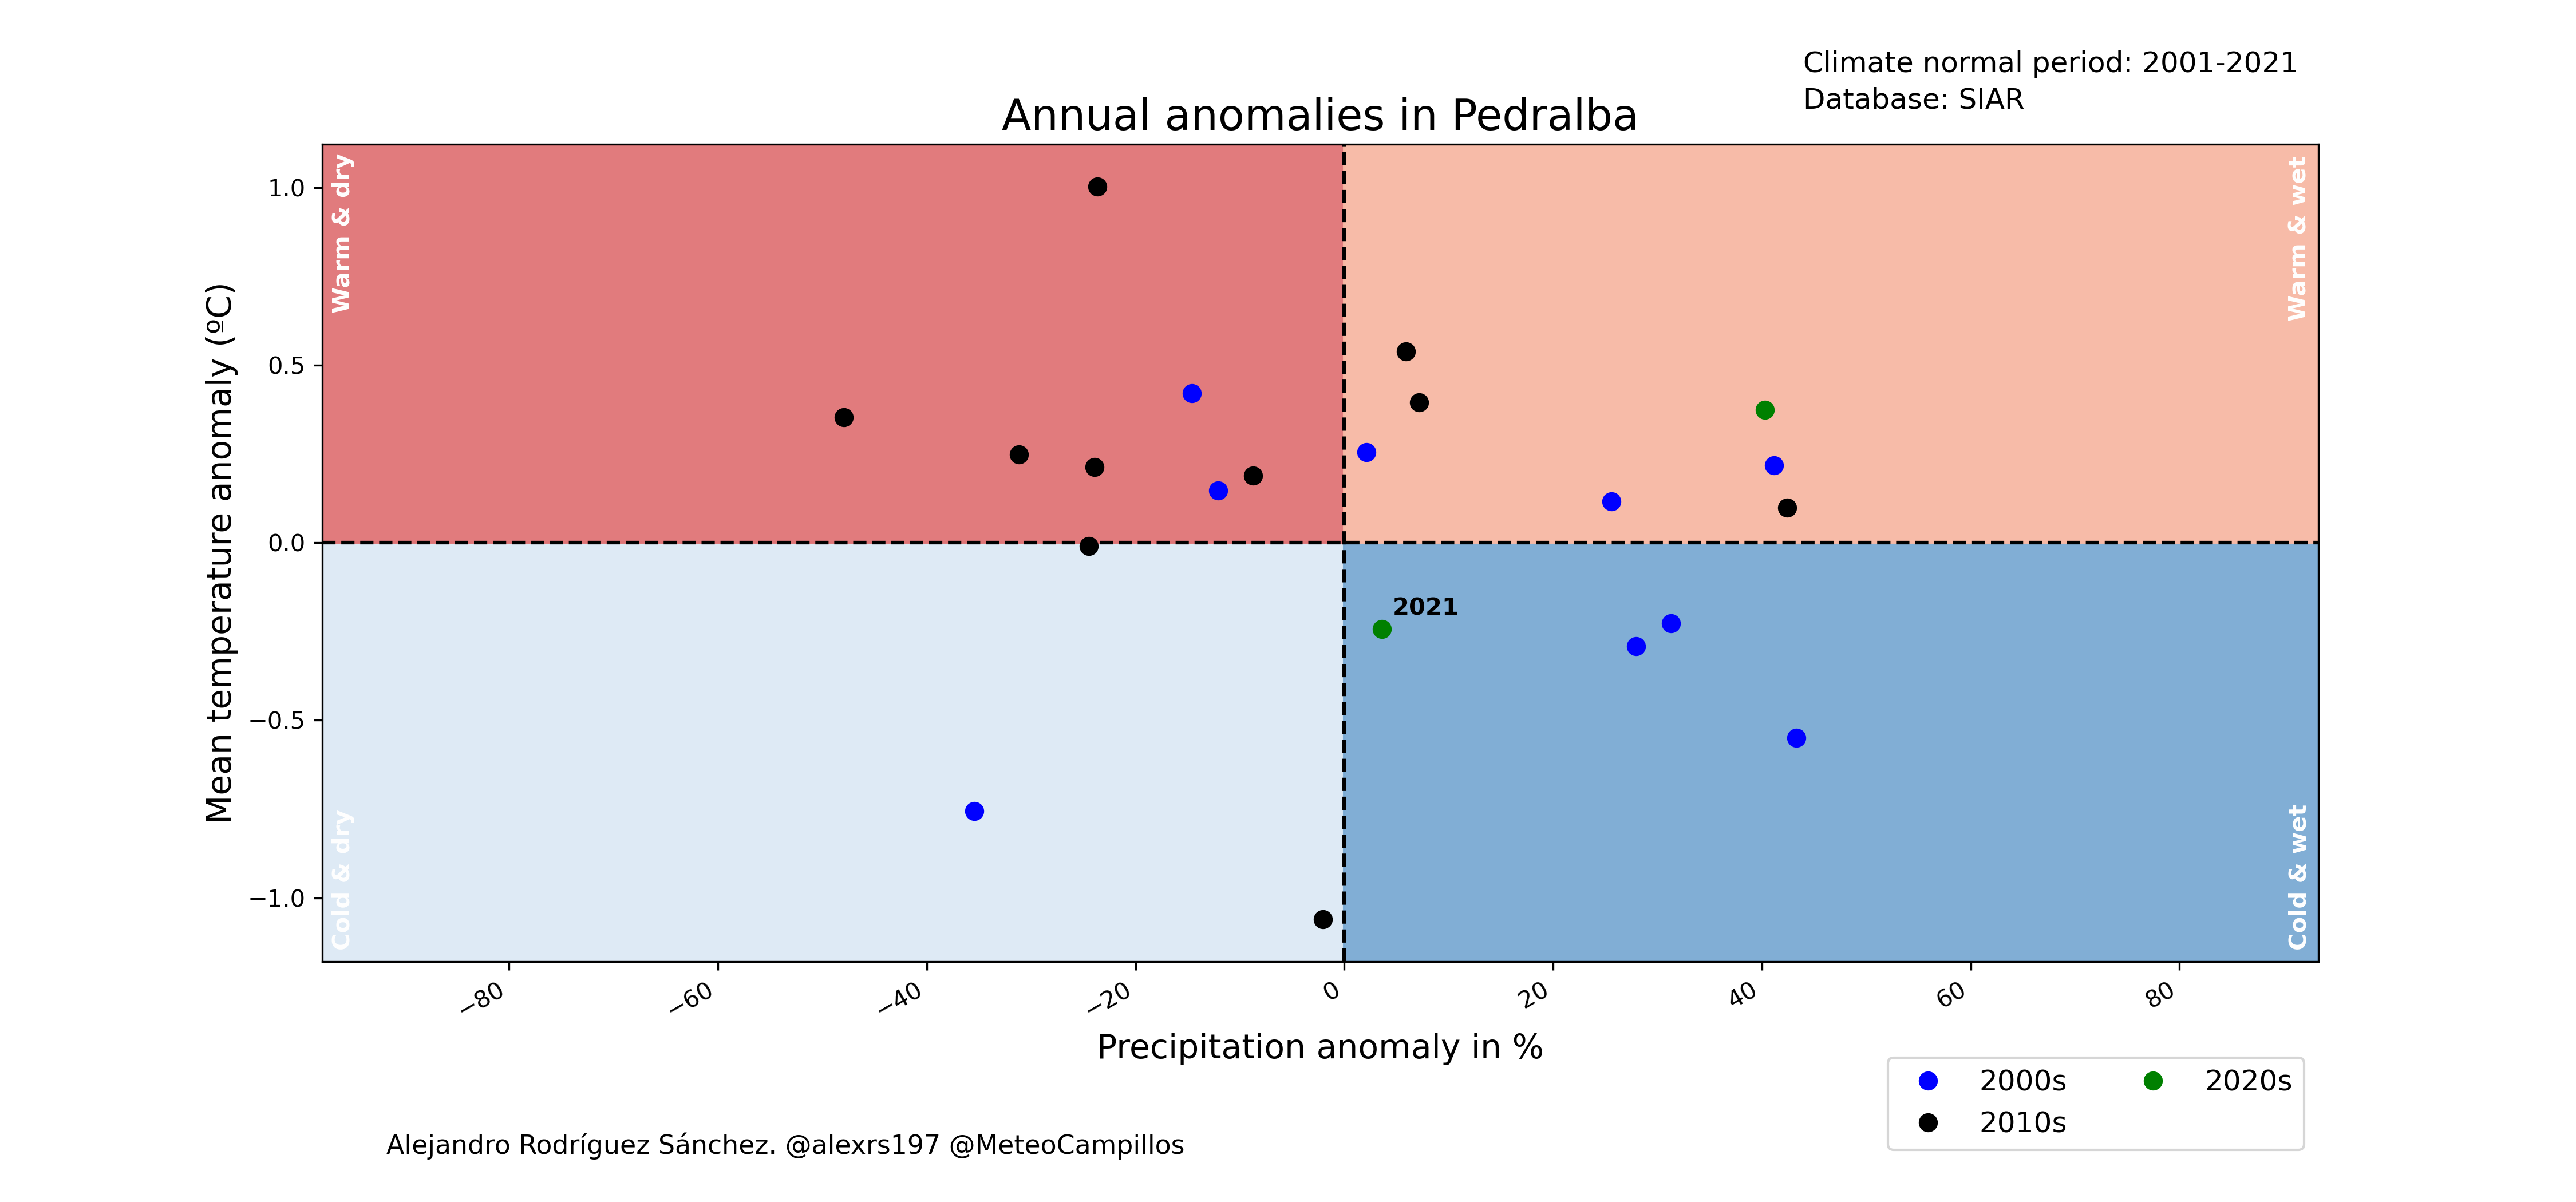 Climate normal period: 2001-2021
Database: SIAR
Annual anomalies in Pedralba
Warm & dry
Warm & wet
1.0
0.5
0.0
−0.5
−1.0
Mean temperature anomaly (ºC)
2021
Cold & dry
Cold & wet
−80
−60
−40
−20
0
20
40
60
80
Precipitation anomaly in %
2000s
2020s
2010s
Alejandro Rodríguez Sánchez. @alexrs197 @MeteoCampillos